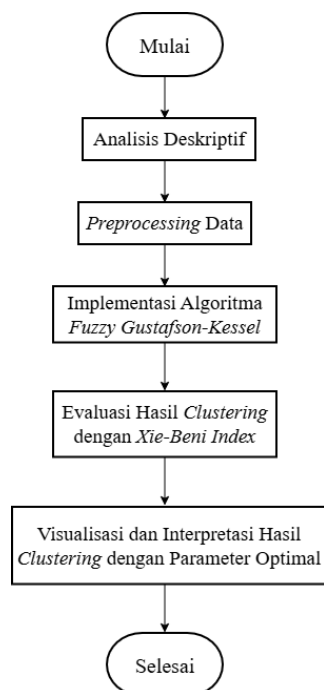 Mulai
Analisis Deskriptif
Preprocessing Data
Implementasi Algoritma
Fuzzy Gustafson-Kessel
Evaluasi Hasil Clustering
dengan Xie-Beni Index
Visualisasi dan Interpretasi Hasil
Clustering dengan Parameter Optimal
Selesai